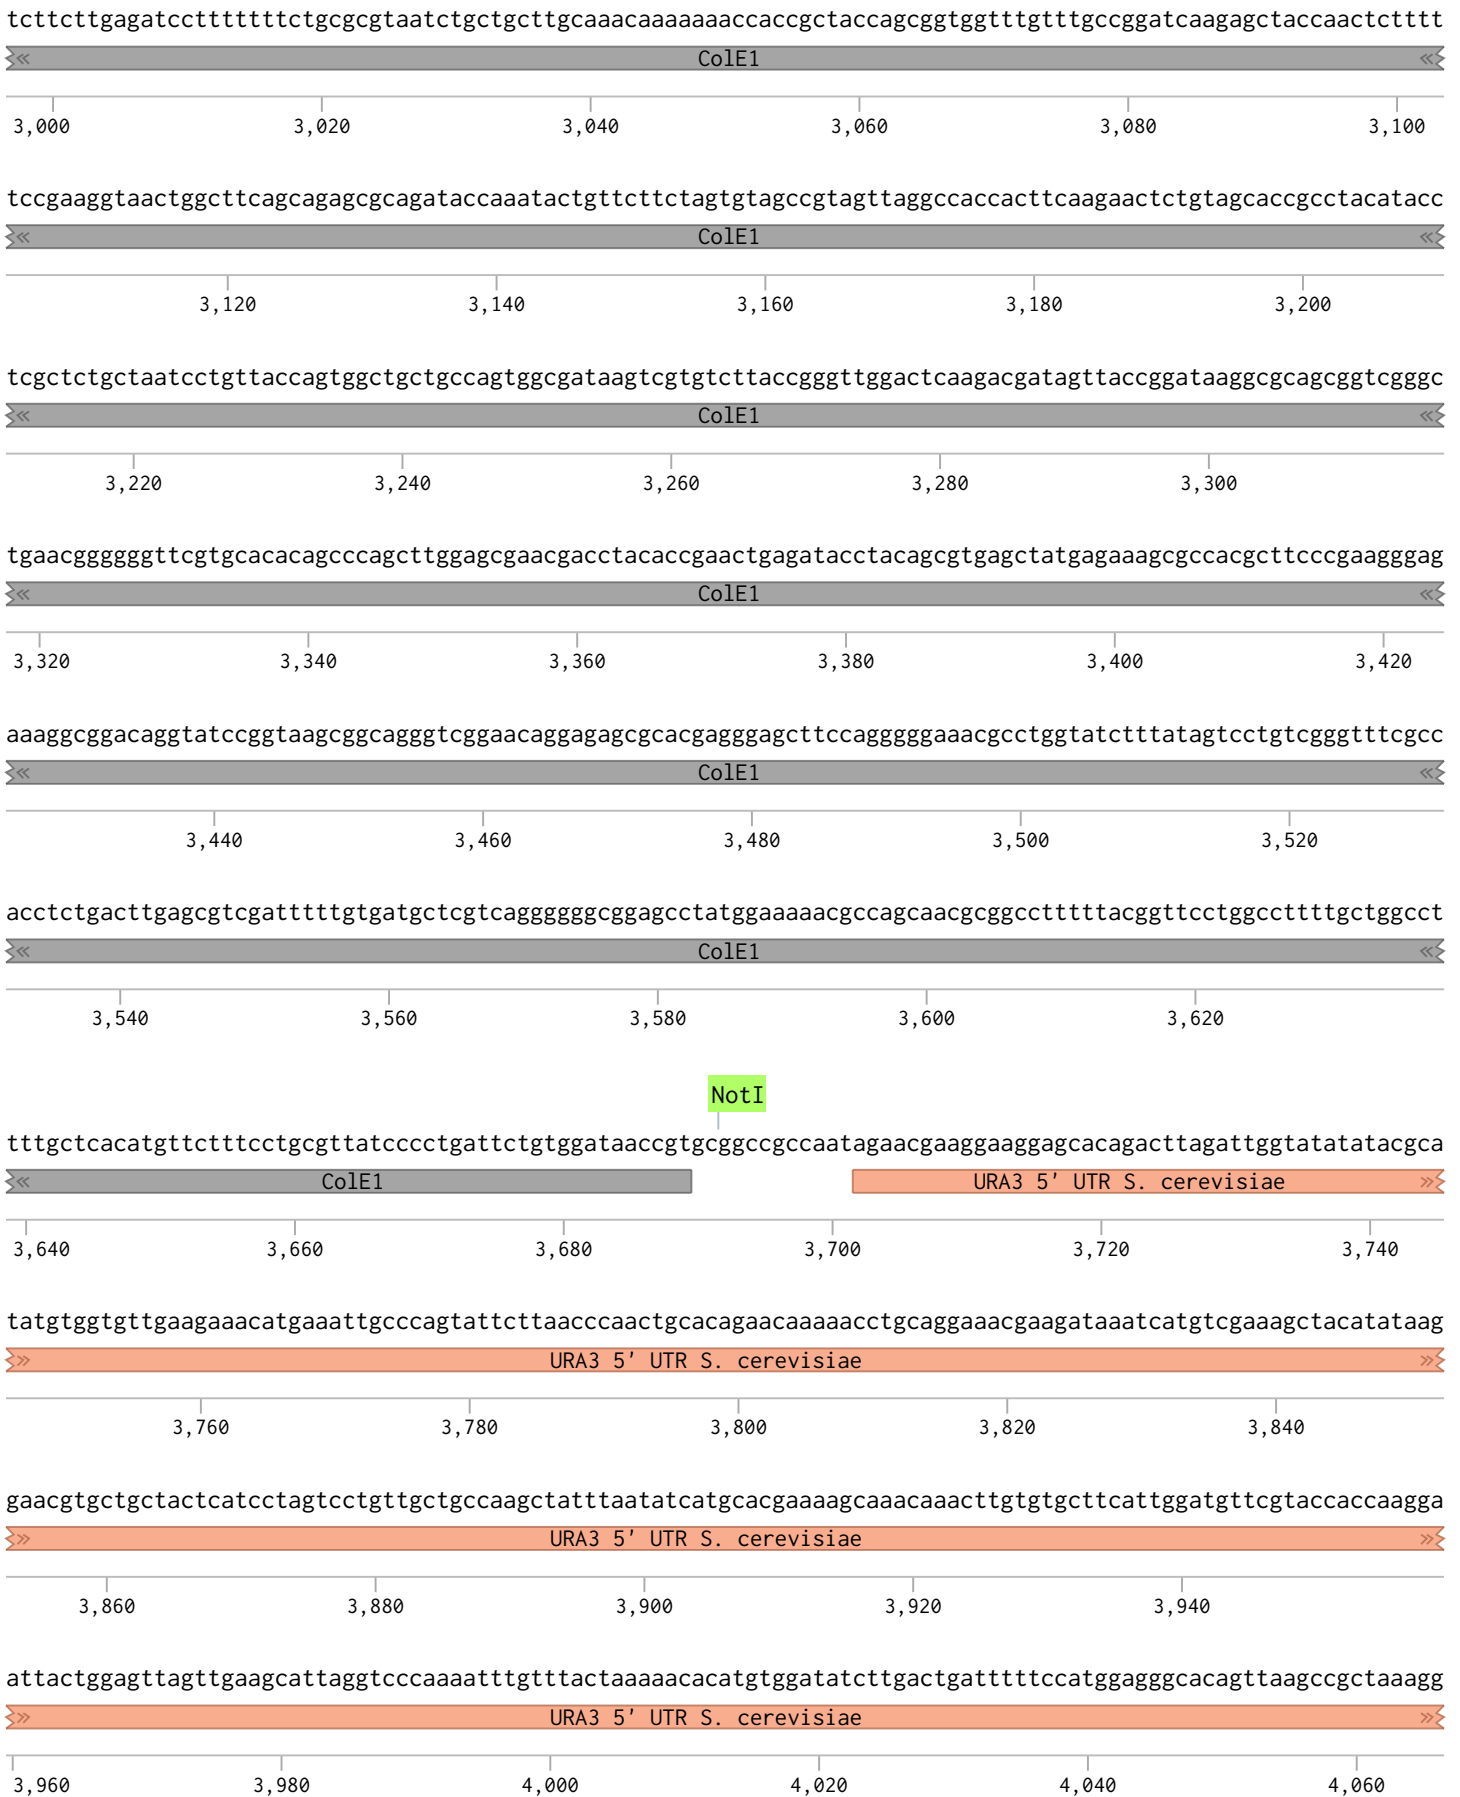 tcttcttgagatcctttttttctgcgcgtaatctgctgcttgcaaacaaaaaaaccaccgctaccagcggtggtttgtttgccggatcaagagctaccaactctttt
ColE1
3,000 3,020 3,040 3,060 3,080 3,100
tccgaaggtaactggcttcagcagagcgcagataccaaatactgttcttctagtgtagccgtagttaggccaccacttcaagaactctgtagcaccgcctacatacc
ColE1
3,120 3,140 3,160 3,180 3,200
tcgctctgctaatcctgttaccagtggctgctgccagtggcgataagtcgtgtcttaccgggttggactcaagacgatagttaccggataaggcgcagcggtcgggc
ColE1
3,220 3,240 3,260 3,280 3,300
tgaacggggggttcgtgcacacagcccagcttggagcgaacgacctacaccgaactgagatacctacagcgtgagctatgagaaagcgccacgcttcccgaagggag
ColE1
3,320 3,340 3,360 3,380 3,400 3,420
aaaggcggacaggtatccggtaagcggcagggtcggaacaggagagcgcacgagggagcttccagggggaaacgcctggtatctttatagtcctgtcgggtttcgcc
ColE1
3,440 3,460 3,480 3,500 3,520
acctctgacttgagcgtcgatttttgtgatgctcgtcaggggggcggagcctatggaaaaacgccagcaacgcggcctttttacggttcctggccttttgctggcct
ColE1
3,540 3,560 3,580 3,600 3,620
NotI
tttgctcacatgttctttcctgcgttatcccctgattctgtggataaccgtgcggccgccaatagaacgaaggaaggagcacagacttagattggtatatatacgca
ColE1 URA3 5' UTR S. cerevisiae
3,640 3,660 3,680 3,700 3,720 3,740
tatgtggtgttgaagaaacatgaaattgcccagtattcttaacccaactgcacagaacaaaaacctgcaggaaacgaagataaatcatgtcgaaagctacatataag
URA3 5' UTR S. cerevisiae
3,760 3,780 3,800 3,820 3,840
gaacgtgctgctactcatcctagtcctgttgctgccaagctatttaatatcatgcacgaaaagcaaacaaacttgtgtgcttcattggatgttcgtaccaccaagga
URA3 5' UTR S. cerevisiae
3,860 3,880 3,900 3,920 3,940
attactggagttagttgaagcattaggtcccaaaatttgtttactaaaaacacatgtggatatcttgactgatttttccatggagggcacagttaagccgctaaagg
URA3 5' UTR S. cerevisiae
3,960 3,980 4,000 4,020 4,040 4,060